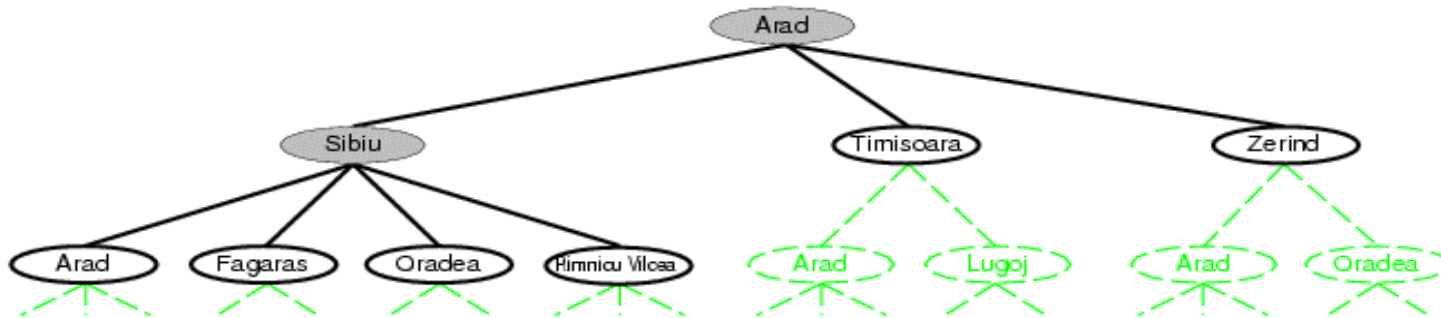 Arad
Sibiu
Timisoara
Zerind
Arad
Fagaras
Oradea
Rimnicu Vilcea
Arad
Lugoj
Arad
Oradea